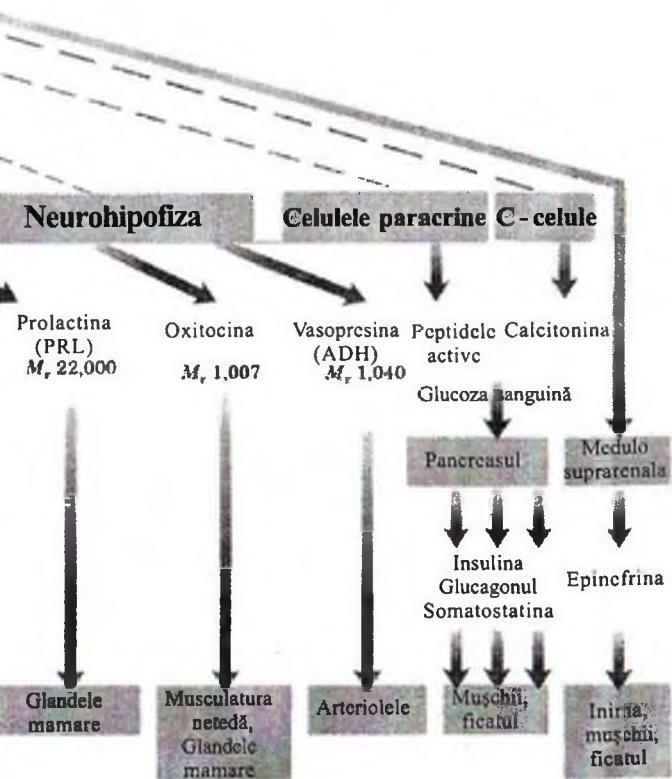 Neurohipofiza
Celulele paracrine
C - celule
Prolactina
(PRL)
Mr 22,000
Oxitocina
Mr 1,007
Vasopresina
(ADH)
Mr 1,040
Peptidele
active
Calcitonina
Glucoza sanguină
Pancreasul
Medulo
suprarenala
Insulina
Glucagonul
Somatostatina
Epinefrina
Glandele
mamare
Musculatura
netedă,
Glandele
mamare
Arteriolele
Muşchii,
ficatul
Inima,
muşchii,
ficatul